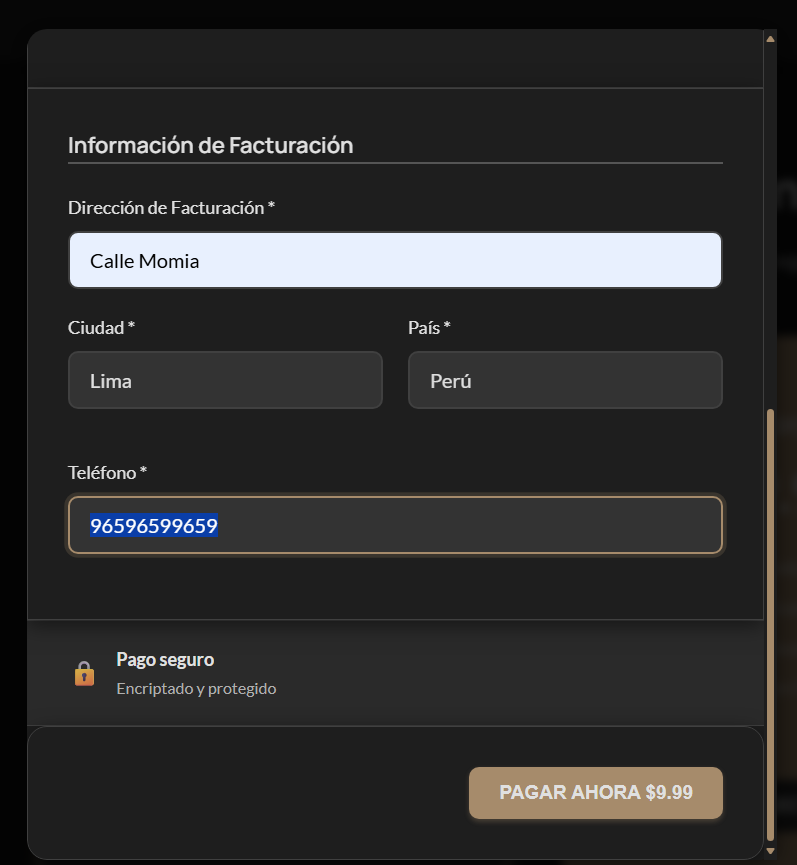 Información de Facturación
Dirección de Facturación *
Calle Momia
Ciudad * País *
Lima Perú
Teléfono *
96596599659
Pago seguro
Encriptado y protegido
PAGAR AHORA $9.99